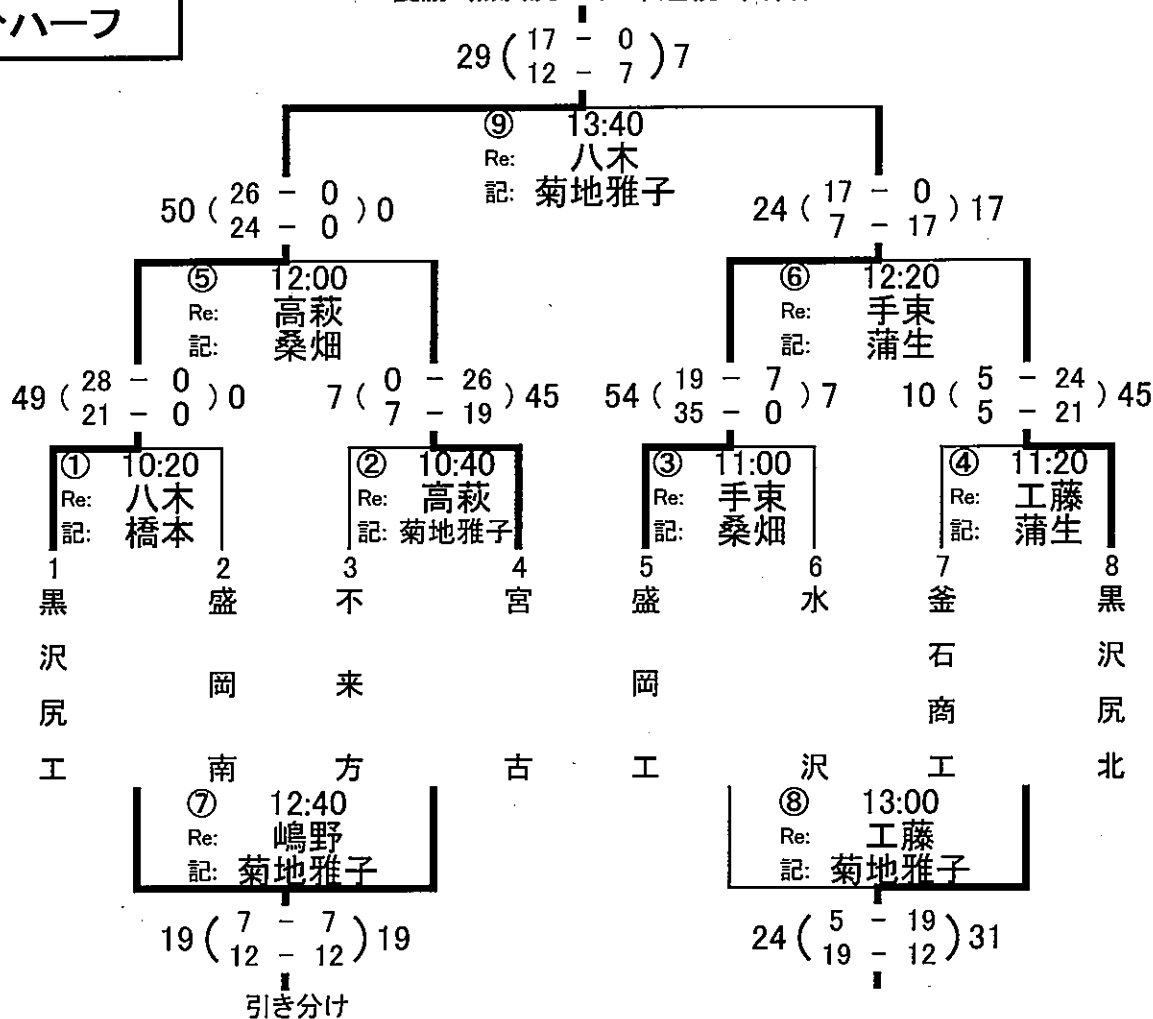 ハーフ
29 ( 17 - 0 ) 7
12 - 7
⑨ 13:40
Re: 八木
記: 菊地雅子
50 ( 26 - 0 ) 0
24 - 0
24 ( 17 - 0 ) 17
7 - 17
⑤ 12:00
Re: 高萩
記: 桑畑
⑥ 12:20
Re: 手束
記: 蒲生
49 ( 28 - 0 ) 0
21 - 0
7 ( 0 - 26 ) 45
7 - 19
54 ( 19 - 7 ) 7
35 - 0
10 ( 5 - 24 ) 45
5 - 21
① 10:20
Re: 八木
記: 橋本
② 10:40
Re: 高萩
記: 菊地雅子
③ 11:00
Re: 手束
記: 桑畑
④ 11:20
Re: 工藤
記: 蒲生
1 黒沢尻工
2 盛岡南
3 不来方
4 宮古
5 盛岡工
6 水沢
7 釜石商工
8 黒沢尻北
⑦ 12:40
Re: 嶋野
記: 菊地雅子
⑧ 13:00
Re: 工藤
記: 菊地雅子
19 ( 7 - 7 ) 19
12 - 12
引き分け
24 ( 5 - 19 ) 31
19 - 12